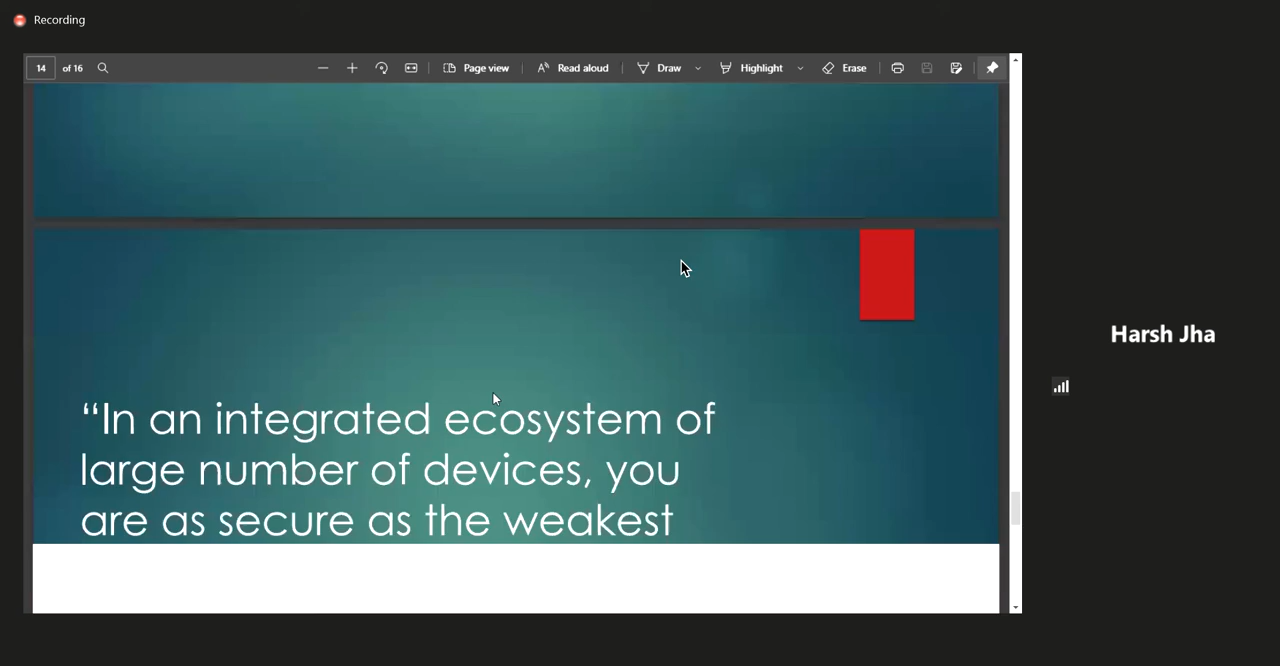 Recording
14 of 16 Page view Read aloud Draw Highlight Erase
Harsh Jha
“In an integrated ecosystem of
large number of devices, you
are as secure as the weakest